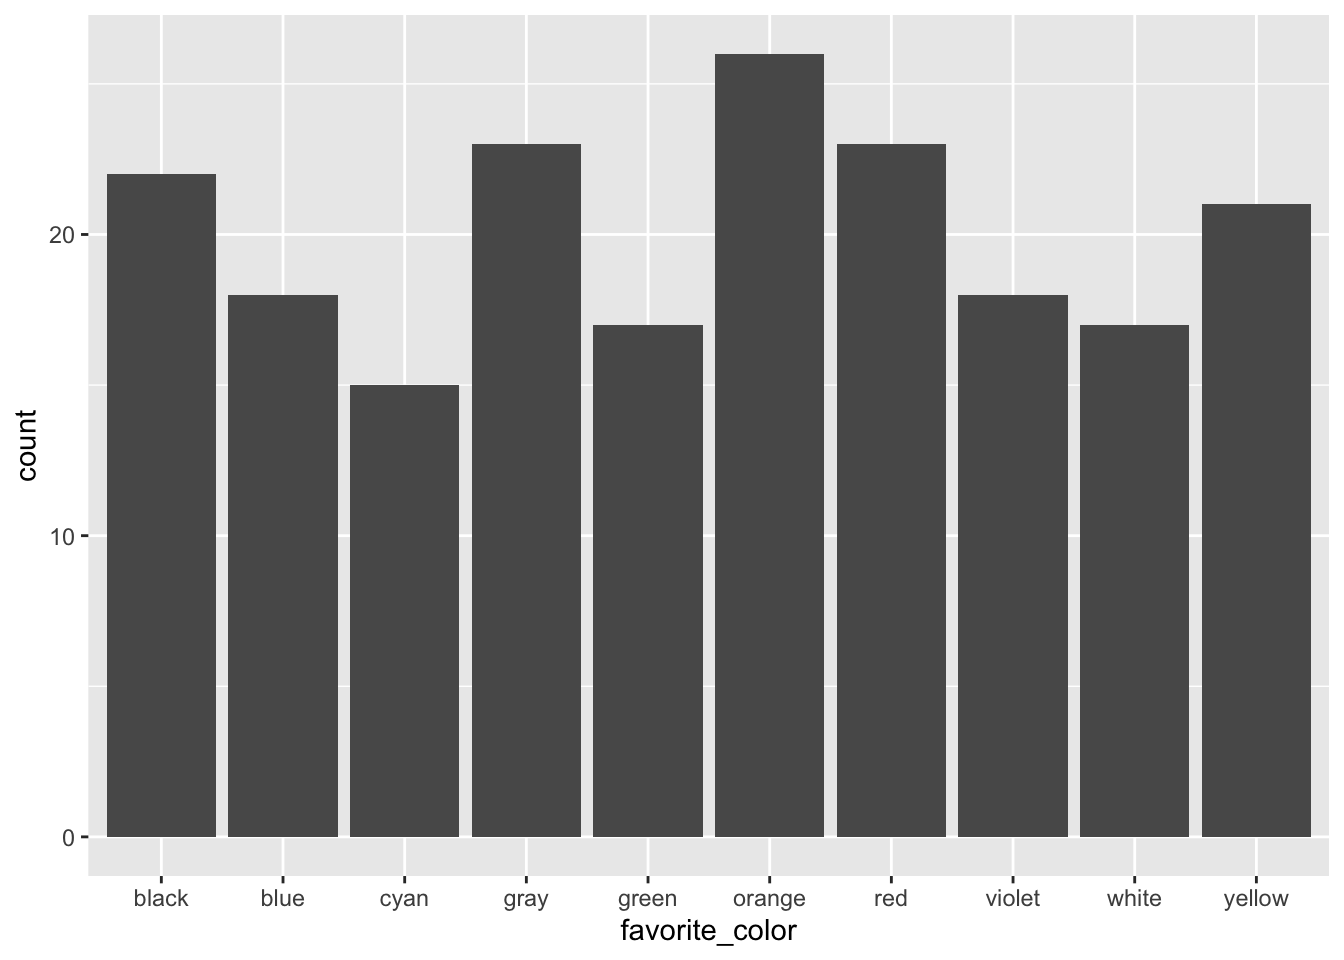 20
10
0
count
black blue cyan gray green orange red violet white yellow
favorite_color